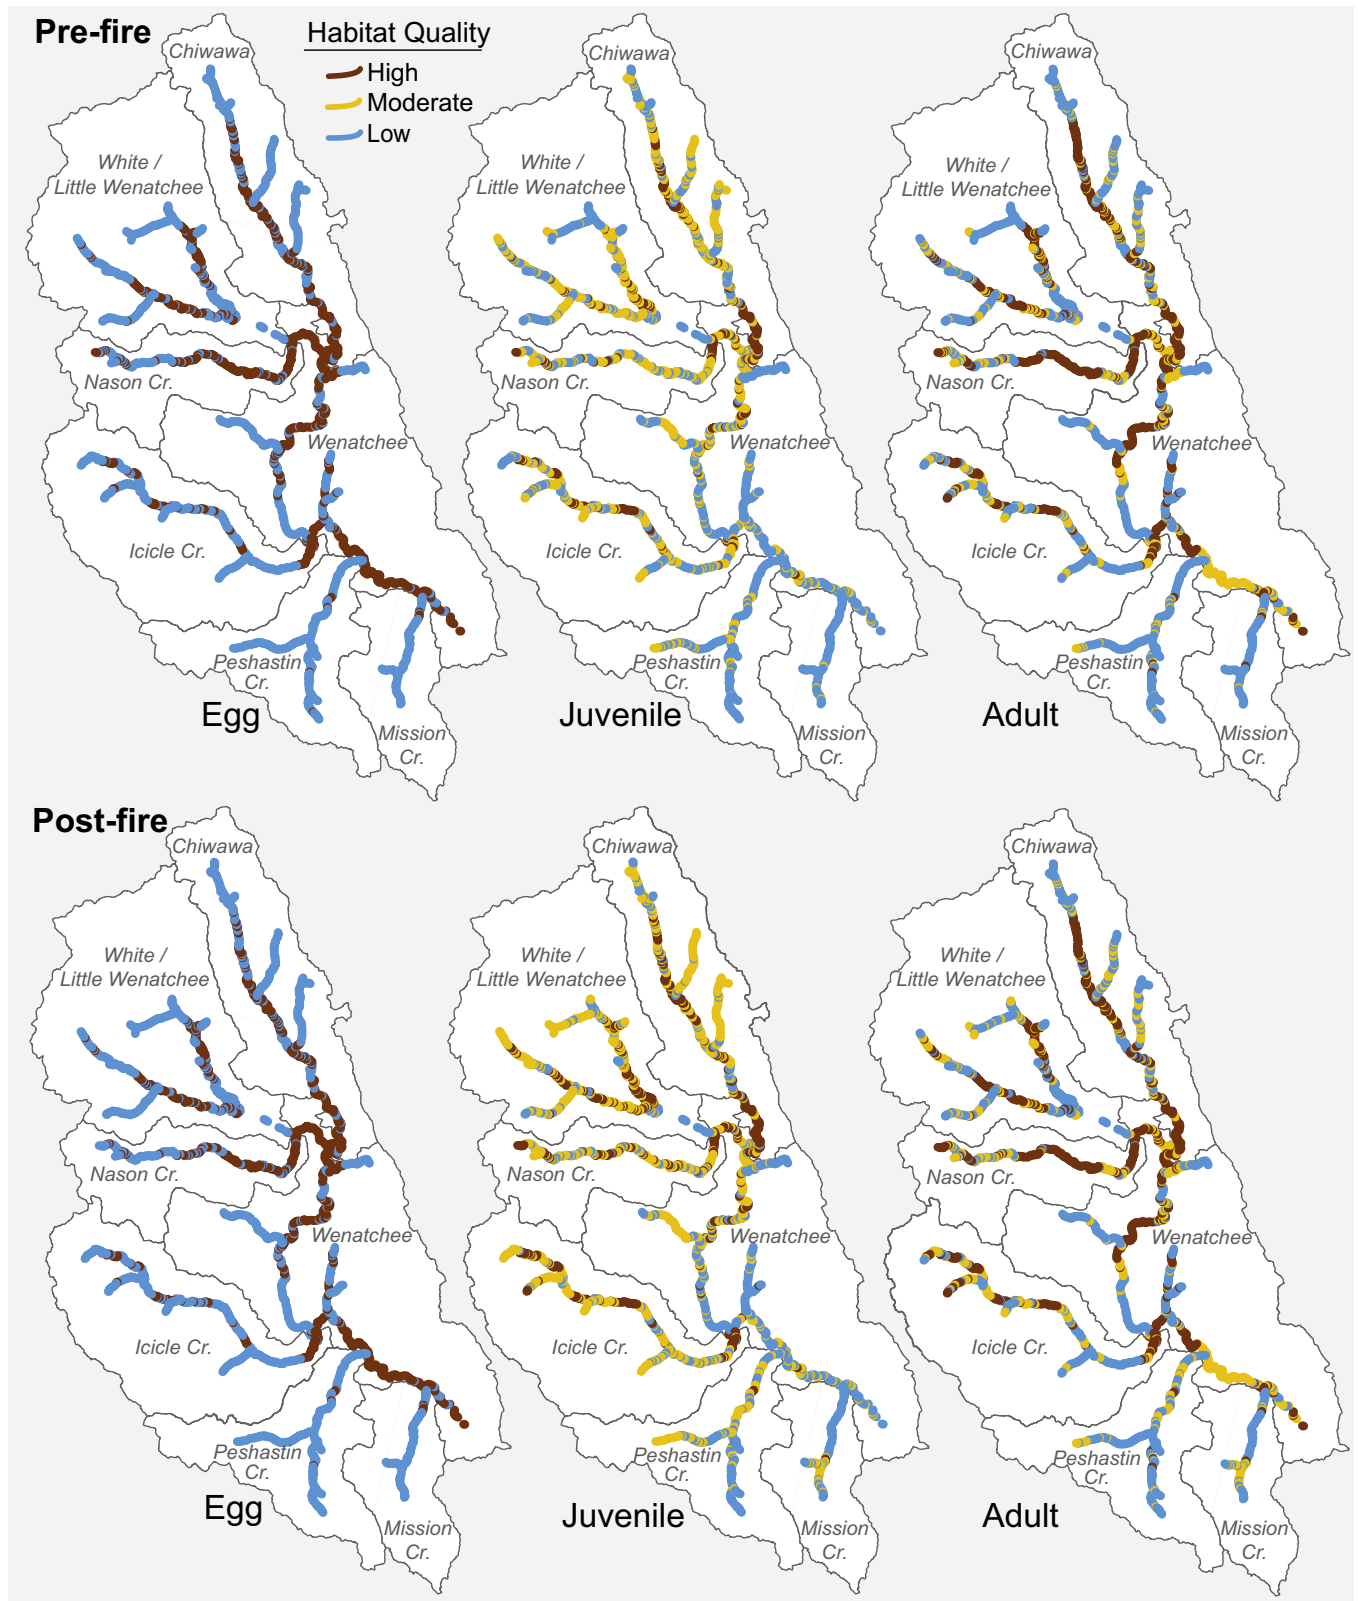 Pre-fire
Habitat Quality
High
Moderate
Low
Chiwawa
White /
Little Wenatchee
Nason Cr.
Wenatchee
Icicle Cr.
Peshastin
Cr.
Mission
Cr.
Egg
Chiwawa
White /
Little Wenatchee
Nason Cr.
Wenatchee
Icicle Cr.
Peshastin
Cr.
Mission
Cr.
Juvenile
Chiwawa
White /
Little Wenatchee
Nason Cr.
Wenatchee
Icicle Cr.
Peshastin
Cr.
Mission
Cr.
Adult
Post-fire
Chiwawa
White /
Little Wenatchee
Nason Cr.
Wenatchee
Icicle Cr.
Peshastin
Cr.
Mission
Cr.
Egg
Chiwawa
White /
Little Wenatchee
Nason Cr.
Wenatchee
Icicle Cr.
Peshastin
Cr.
Mission
Cr.
Juvenile
Chiwawa
White /
Little Wenatchee
Nason Cr.
Wenatchee
Icicle Cr.
Peshastin
Cr.
Mission
Cr.
Adult